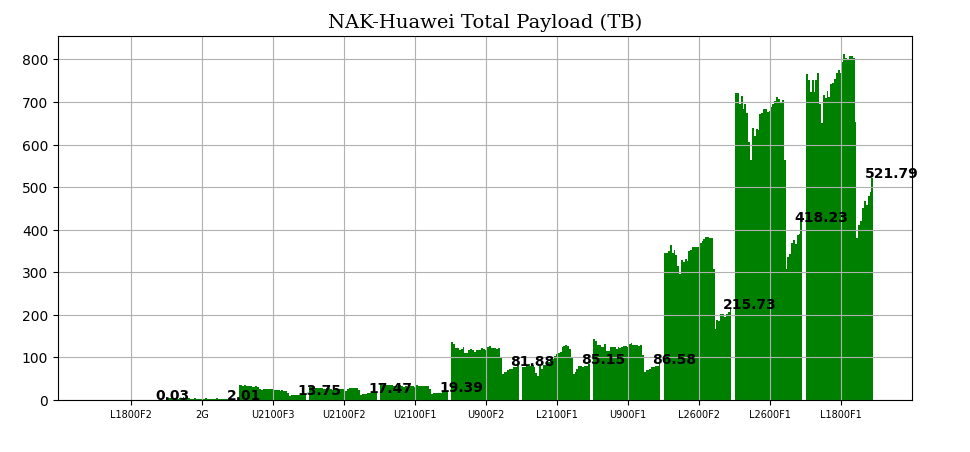 NAK-Huawei Total Payload (TB)
800
700
600
500
400
300
200
100
0
521.79
418.23
215.73
81.88
85.15
86.58
0.03
2.01
13.75
17.47
19.39
L1800F2
2G
U2100F3
U2100F2
U2100F1
U900F2
L2100F1
U900F1
L2600F2
L2600F1
L1800F1